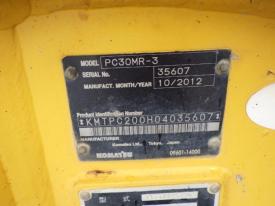 MODEL PC30MR-3
SERIAL No. 35607
MANUFACT. MONTH/YEAR 10/2012
Product Identification Number
*KMTPC200H04035607*
MANUFACTURER
Komatsu Ltd. Tokyo, Japan
KOMATSU 09601-14000